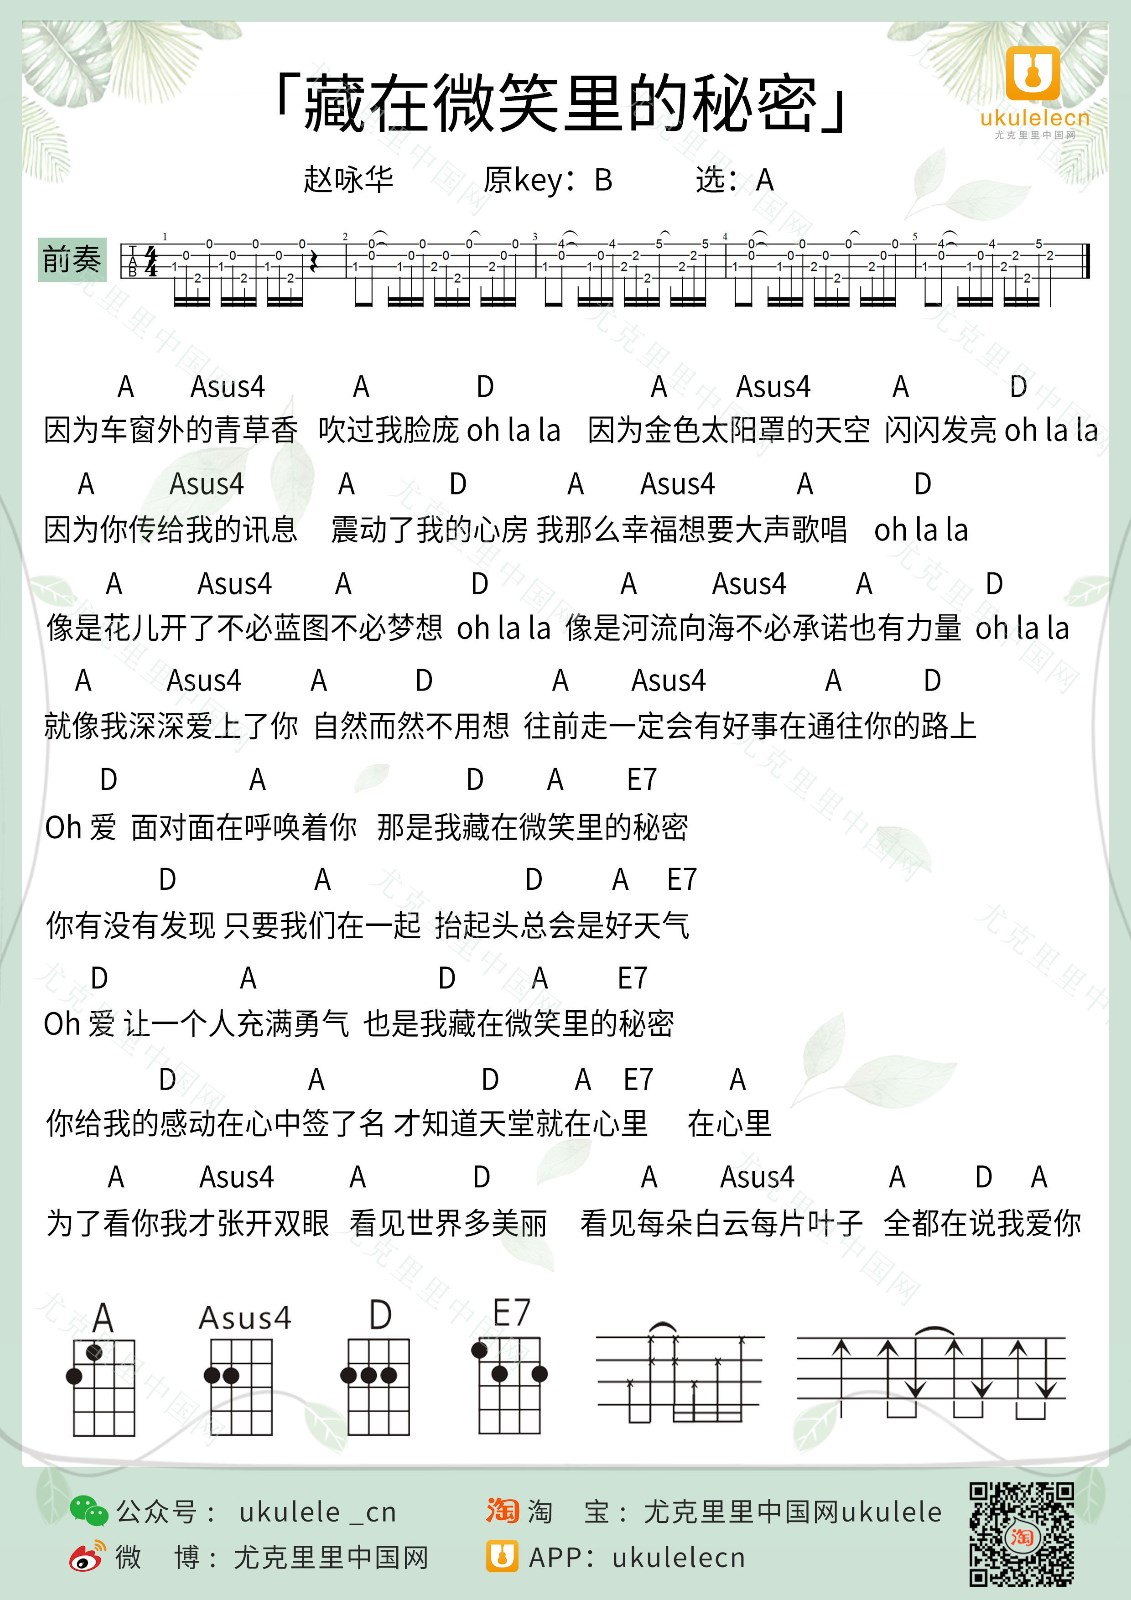 「藏在微笑里的秘密」
ukulelecn
尤克里里中国网
赵咏华 原key：B 选：A
前奏
A Asus4 A D A Asus4 A D
因为车窗外的青草香 吹过我脸庞 oh la la 因为金色太阳罩的天空 闪闪发亮 oh la la
A Asus4 A D A Asus4 A D
因为你传给我的讯息 震动了我的心房 我那么幸福想要大声歌唱 oh la la
A Asus4 A D A Asus4 A D
像是花儿开了不必蓝图不必梦想 oh la la 像是河流向海不必承诺也有力量 oh la la
A Asus4 A D A Asus4 A D
就像我深深爱上了你 自然而然不用想 往前走一定会有好事在通往你的路上
D A D A E7
Oh 爱 面对面在呼唤着你 那是我藏在微笑里的秘密
D A D A E7
你有没有发现 只要我们在一起 抬起头总会是好天气
D A D A E7
Oh 爱 让一个人充满勇气 也是我藏在微笑里的秘密
D A D A E7 A
你给我的感动在心中签了名 才知道天堂就在心里 在心里
A Asus4 A D A Asus4 A D A
为了看你我才张开双眼 看见世界多美丽 看见每朵白云每片叶子 全都在说我爱你
A Asus4 D E7
公众号： ukulele _cn 淘 淘 宝：尤克里里中国网ukulele
微 博：尤克里里中国网 APP：ukulelecn
淘